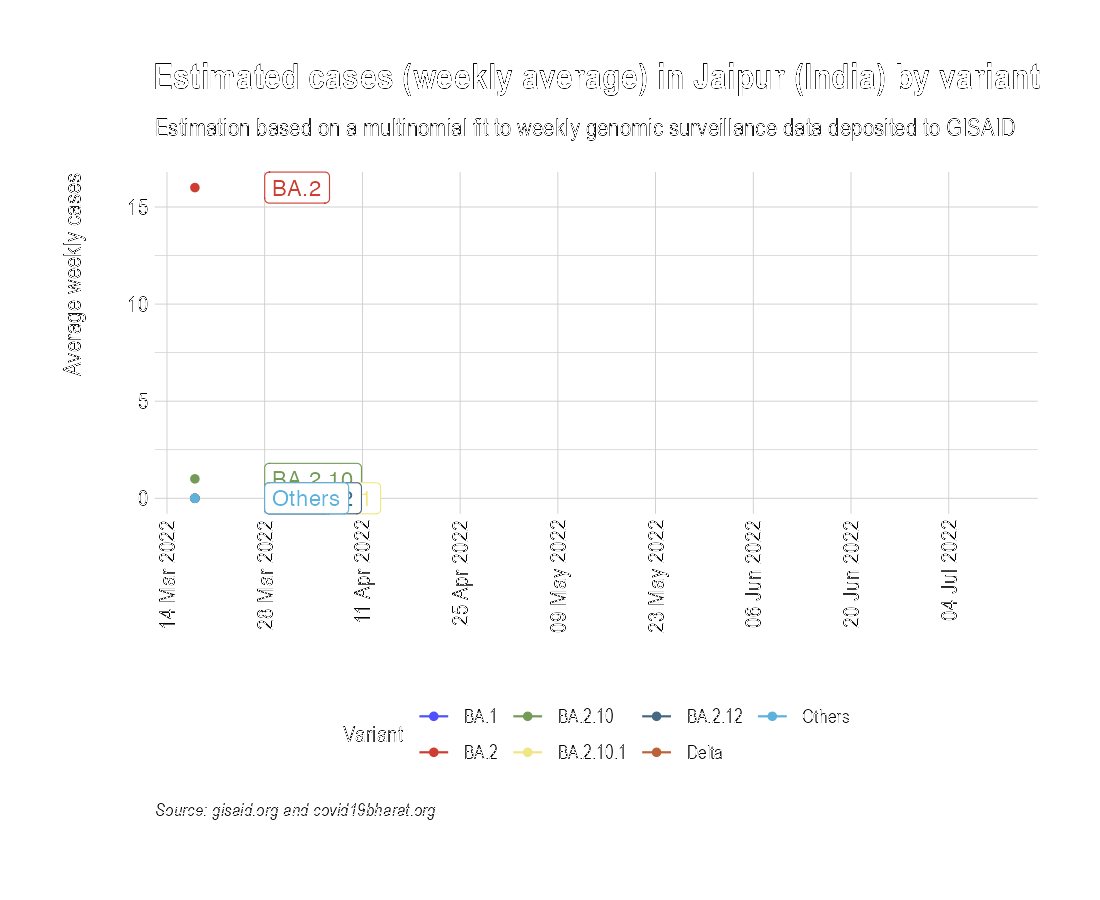 Estimated cases (weekly average) in Jaipur (India) by variant
Estimation based on a multinomial fit to weekly genomic surveillance data deposited to GISAID
Average weekly cases
15
10
5
0
BA.2
BA.2.10
Others
2
1
14 Mar 2022
28 Mar 2022
11 Apr 2022
25 Apr 2022
09 May 2022
23 May 2022
06 Jun 2022
20 Jun 2022
04 Jul 2022
Variant
BA.1
BA.2.10
BA.2.12
Others
BA.2
BA.2.10.1
Delta
Source: gisaid.org and covid19bharat.org